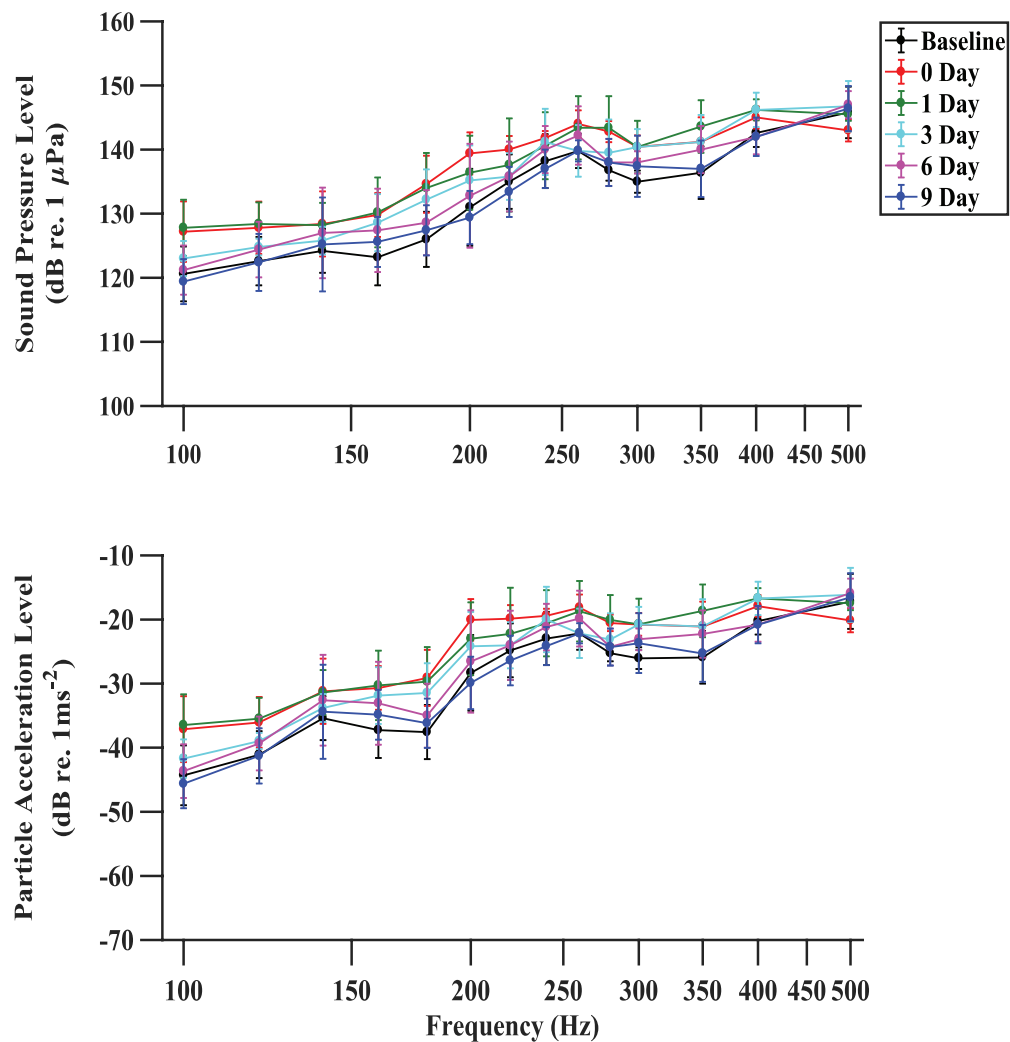 160
150
140
130
120
110
100
Sound Pressure Level
(dB re. 1 μPa)
100 150 200 250 300 350 400 450 500
Baseline
0 Day
1 Day
3 Day
6 Day
9 Day
-10
-20
-30
-40
-50
-60
-70
Particle Acceleration Level
(dB re. 1ms-2)
100 150 200 250 300 350 400 450 500
Frequency (Hz)